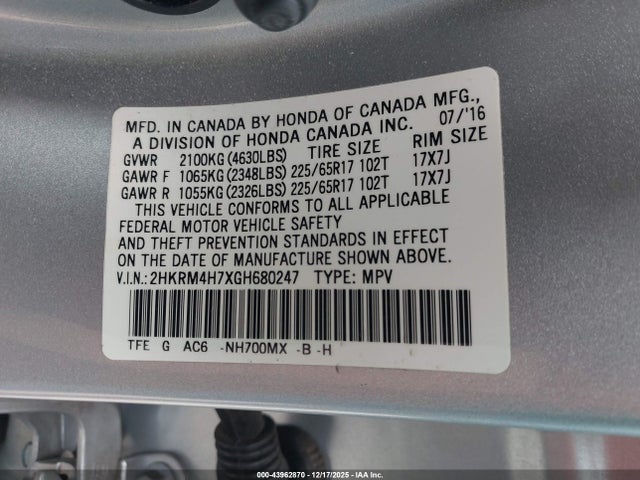 MFD. IN CANADA BY HONDA OF CANADA MFG.,
A DIVISION OF HONDA CANADA INC. 07/'16
GVWR 2100KG(4630LBS) TIRE SIZE RIM SIZE
GAWR F 1065KG(2348LBS) 225/65R17 102T 17X7J
GAWR R 1055KG(2326LBS) 225/65R17 102T 17X7J
THIS VEHICLE CONFORMS TO ALL APPLICABLE
FEDERAL MOTOR VEHICLE SAFETY
AND THEFT PREVENTION STANDARDS IN EFFECT
ON THE DATE OF MANUFACTURE SHOWN ABOVE.
V.I.N.: 2HKRM4H7XGH680247 TYPE: MPV
TFE G AC6 -NH700MX -B -H
000-43962870 - 12/17/2025 - IAA Inc.